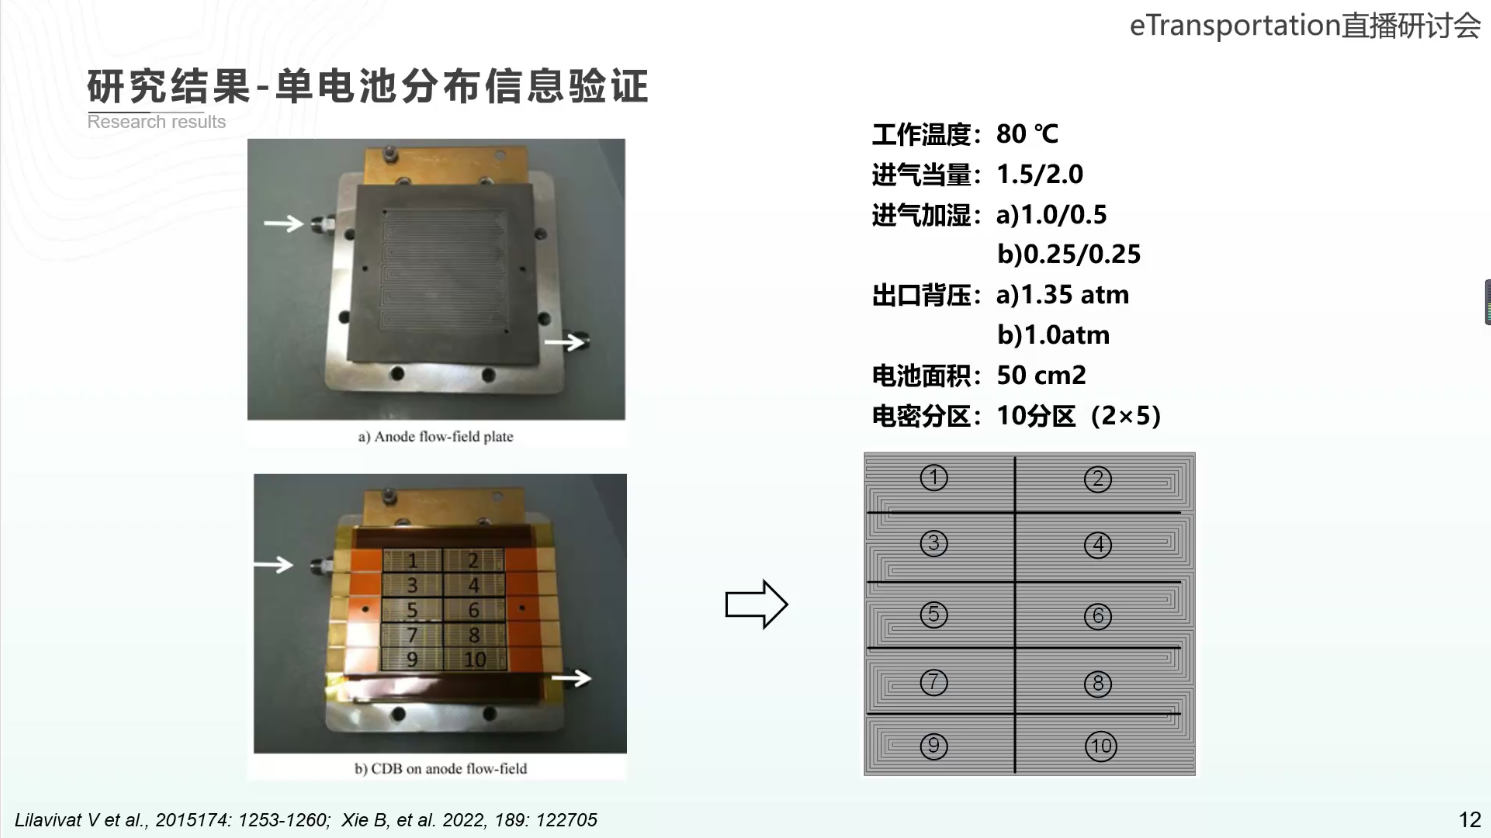 eTransportation直播研讨会
研究结果-单电池分布信息验证
Research results
工作温度：80 ℃
进气当量：1.5/2.0
进气加湿：a)1.0/0.5
b)0.25/0.25
出口背压：a)1.35 atm
b)1.0atm
电池面积：50 cm2
电密分区：10分区（2×5）
a) Anode flow-field plate
1 2
3 4
5 6
7 8
9 10
b) CDB on anode flow-field
① ②
③ ④
⑤ ⑥
⑦ ⑧
⑨ ⑩
Lilavivat V et al., 2015174: 1253-1260; Xie B, et al. 2022, 189: 122705
12